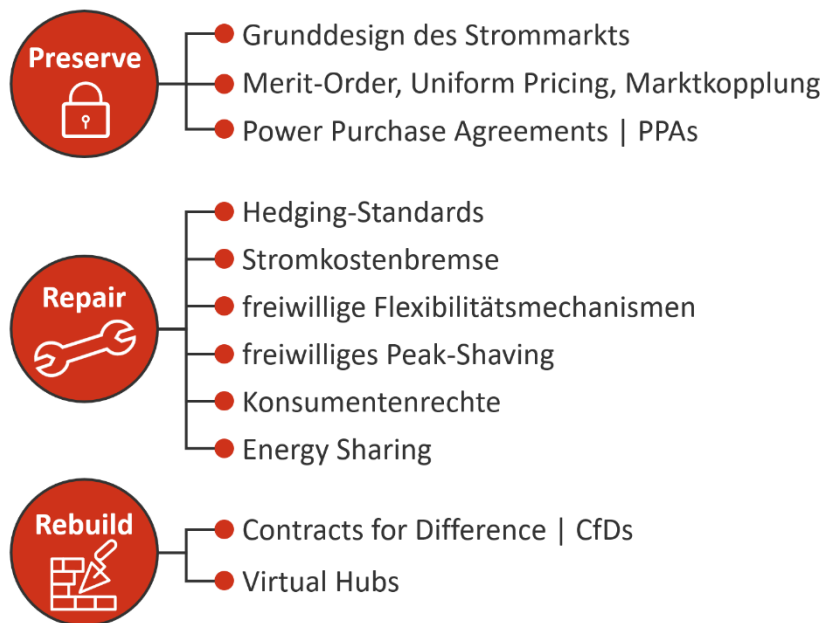 Preserve
Grunddesign des Strommarkts
Merit-Order, Uniform Pricing, Marktkopplung
Power Purchase Agreements | PPAs
Repair
Hedging-Standards
Stromkostenbremse
freiwillige Flexibilitätsmechanismen
freiwilliges Peak-Shaving
Konsumentenrechte
Energy Sharing
Rebuild
Contracts for Difference | CfDs
Virtual Hubs